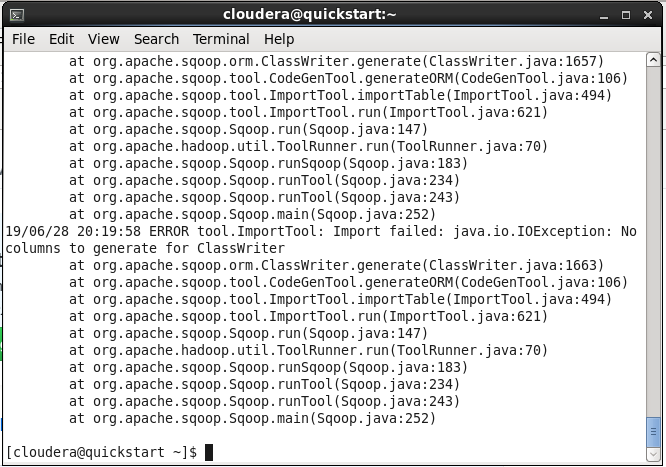 cloudera@quickstart:~
File Edit View Search Terminal Help
at org.apache.sqoop.orm.ClassWriter.generate(ClassWriter.java:1657)
at org.apache.sqoop.tool.CodeGenTool.generateORM(CodeGenTool.java:106)
at org.apache.sqoop.tool.ImportTool.importTable(ImportTool.java:494)
at org.apache.sqoop.tool.ImportTool.run(ImportTool.java:621)
at org.apache.sqoop.Sqoop.run(Sqoop.java:147)
at org.apache.hadoop.util.ToolRunner.run(ToolRunner.java:70)
at org.apache.sqoop.Sqoop.runSqoop(Sqoop.java:183)
at org.apache.sqoop.Sqoop.runTool(Sqoop.java:234)
at org.apache.sqoop.Sqoop.runTool(Sqoop.java:243)
at org.apache.sqoop.Sqoop.main(Sqoop.java:252)
19/06/28 20:19:58 ERROR tool.ImportTool: Import failed: java.io.IOException: No
columns to generate for ClassWriter
at org.apache.sqoop.orm.ClassWriter.generate(ClassWriter.java:1663)
at org.apache.sqoop.tool.CodeGenTool.generateORM(CodeGenTool.java:106)
at org.apache.sqoop.tool.ImportTool.importTable(ImportTool.java:494)
at org.apache.sqoop.tool.ImportTool.run(ImportTool.java:621)
at org.apache.sqoop.Sqoop.run(Sqoop.java:147)
at org.apache.hadoop.util.ToolRunner.run(ToolRunner.java:70)
at org.apache.sqoop.Sqoop.runSqoop(Sqoop.java:183)
at org.apache.sqoop.Sqoop.runTool(Sqoop.java:234)
at org.apache.sqoop.Sqoop.runTool(Sqoop.java:243)
at org.apache.sqoop.Sqoop.main(Sqoop.java:252)
[cloudera@quickstart ~]$